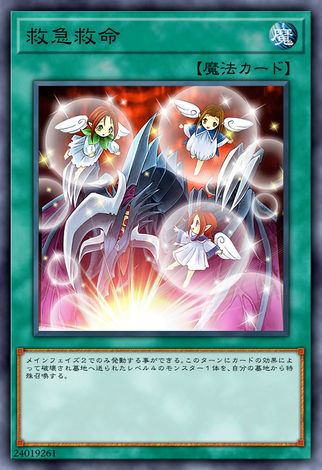 救急救命
魔
【魔法カード】
メインフェイズ2でのみ発動する事ができる。このターンにカードの効果によ
って破壊され墓地へ送られたレベル4のモンスター1体を、自分の墓地から特
殊召喚する。
24019261